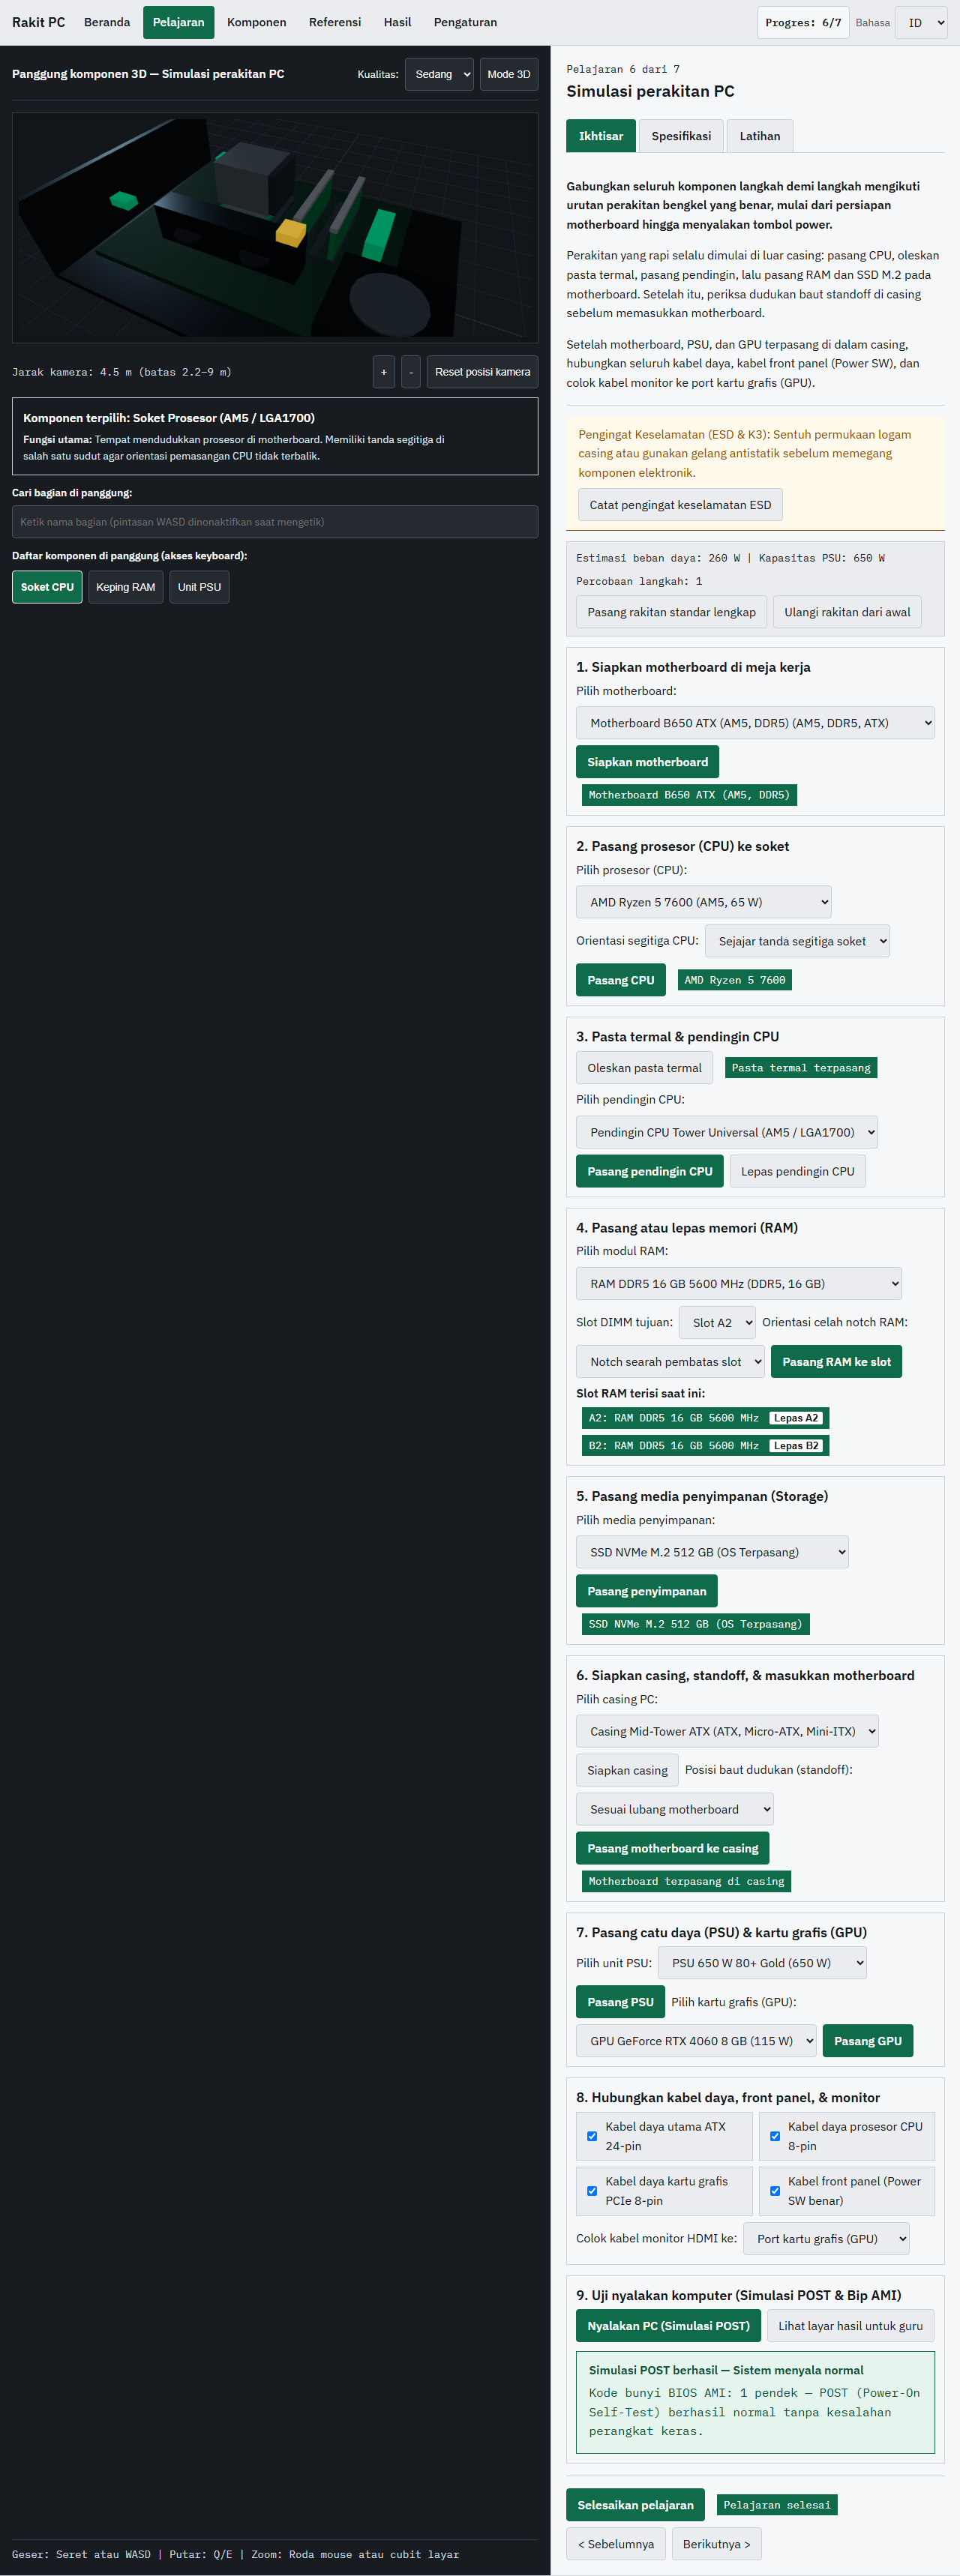 Rakit PC Beranda Pelajaran Komponen Referensi Hasil Pengaturan Progres: 6/7 Bahasa ID
Panggung komponen 3D — Simulasi perakitan PC Kualitas: Sedang Mode 3D
Jarak kamera: 4.5 m (batas 2.2–9 m) + - Reset posisi kamera
Komponen terpilih: Soket Prosesor (AM5 / LGA1700)
Fungsi utama: Tempat mendudukkan prosesor di motherboard. Memiliki tanda segitiga di
salah satu sudut agar orientasi pemasangan CPU tidak terbalik.
Cari bagian di panggung:
Ketik nama bagian (pintasan WASD dinonaktifkan saat mengetik)
Daftar komponen di panggung (akses keyboard):
Soket CPU Keping RAM Unit PSU
Geser: Seret atau WASD | Putar: Q/E | Zoom: Roda mouse atau cubit layar
Pelajaran 6 dari 7
Simulasi perakitan PC
Ikhtisar Spesifikasi Latihan
Gabungkan seluruh komponen langkah demi langkah mengikuti
urutan perakitan bengkel yang benar, mulai dari persiapan
motherboard hingga menyalakan tombol power.
Perakitan yang rapi selalu dimulai di luar casing: pasang CPU, oleskan
pasta termal, pasang pendingin, lalu pasang RAM dan SSD M.2 pada
motherboard. Setelah itu, periksa dudukan baut standoff di casing
sebelum memasukkan motherboard.
Setelah motherboard, PSU, dan GPU terpasang di dalam casing,
hubungkan seluruh kabel daya, kabel front panel (Power SW), dan
colok kabel monitor ke port kartu grafis (GPU).
Pengingat Keselamatan (ESD & K3): Sentuh permukaan logam
casing atau gunakan gelang antistatik sebelum memegang
komponen elektronik.
Catat pengingat keselamatan ESD
Estimasi beban daya: 260 W | Kapasitas PSU: 650 W
Percobaan langkah: 1
Pasang rakitan standar lengkap Ulangi rakitan dari awal
1. Siapkan motherboard di meja kerja
Pilih motherboard:
Motherboard B650 ATX (AM5, DDR5) (AM5, DDR5, ATX)
Siapkan motherboard
Motherboard B650 ATX (AM5, DDR5)
2. Pasang prosesor (CPU) ke soket
Pilih prosesor (CPU):
AMD Ryzen 5 7600 (AM5, 65 W)
Orientasi segitiga CPU: Sejajar tanda segitiga soket
Pasang CPU AMD Ryzen 5 7600
3. Pasta termal & pendingin CPU
Oleskan pasta termal Pasta termal terpasang
Pilih pendingin CPU:
Pendingin CPU Tower Universal (AM5 / LGA1700)
Pasang pendingin CPU Lepas pendingin CPU
4. Pasang atau lepas memori (RAM)
Pilih modul RAM:
RAM DDR5 16 GB 5600 MHz (DDR5, 16 GB)
Slot DIMM tujuan: Slot A2 Orientasi celah notch RAM:
Notch searah pembatas slot Pasang RAM ke slot
Slot RAM terisi saat ini:
A2: RAM DDR5 16 GB 5600 MHz Lepas A2
B2: RAM DDR5 16 GB 5600 MHz Lepas B2
5. Pasang media penyimpanan (Storage)
Pilih media penyimpanan:
SSD NVMe M.2 512 GB (OS Terpasang)
Pasang penyimpanan
SSD NVMe M.2 512 GB (OS Terpasang)
6. Siapkan casing, standoff, & masukkan motherboard
Pilih casing PC:
Casing Mid-Tower ATX (ATX, Micro-ATX, Mini-ITX)
Siapkan casing Posisi baut dudukan (standoff):
Sesuai lubang motherboard
Pasang motherboard ke casing
Motherboard terpasang di casing
7. Pasang catu daya (PSU) & kartu grafis (GPU)
Pilih unit PSU: PSU 650 W 80+ Gold (650 W)
Pasang PSU Pilih kartu grafis (GPU):
GPU GeForce RTX 4060 8 GB (115 W) Pasang GPU
8. Hubungkan kabel daya, front panel, & monitor
Kabel daya utama ATX
24-pin
Kabel daya prosesor CPU
8-pin
Kabel daya kartu grafis
PCIe 8-pin
Kabel front panel (Power
SW benar)
Colok kabel monitor HDMI ke: Port kartu grafis (GPU)
9. Uji nyalakan komputer (Simulasi POST & Bip AMI)
Nyalakan PC (Simulasi POST) Lihat layar hasil untuk guru
Simulasi POST berhasil — Sistem menyala normal
Kode bunyi BIOS AMI: 1 pendek — POST (Power-On
Self-Test) berhasil normal tanpa kesalahan
perangkat keras.
Selesaikan pelajaran Pelajaran selesai
< Sebelumnya Berikutnya >